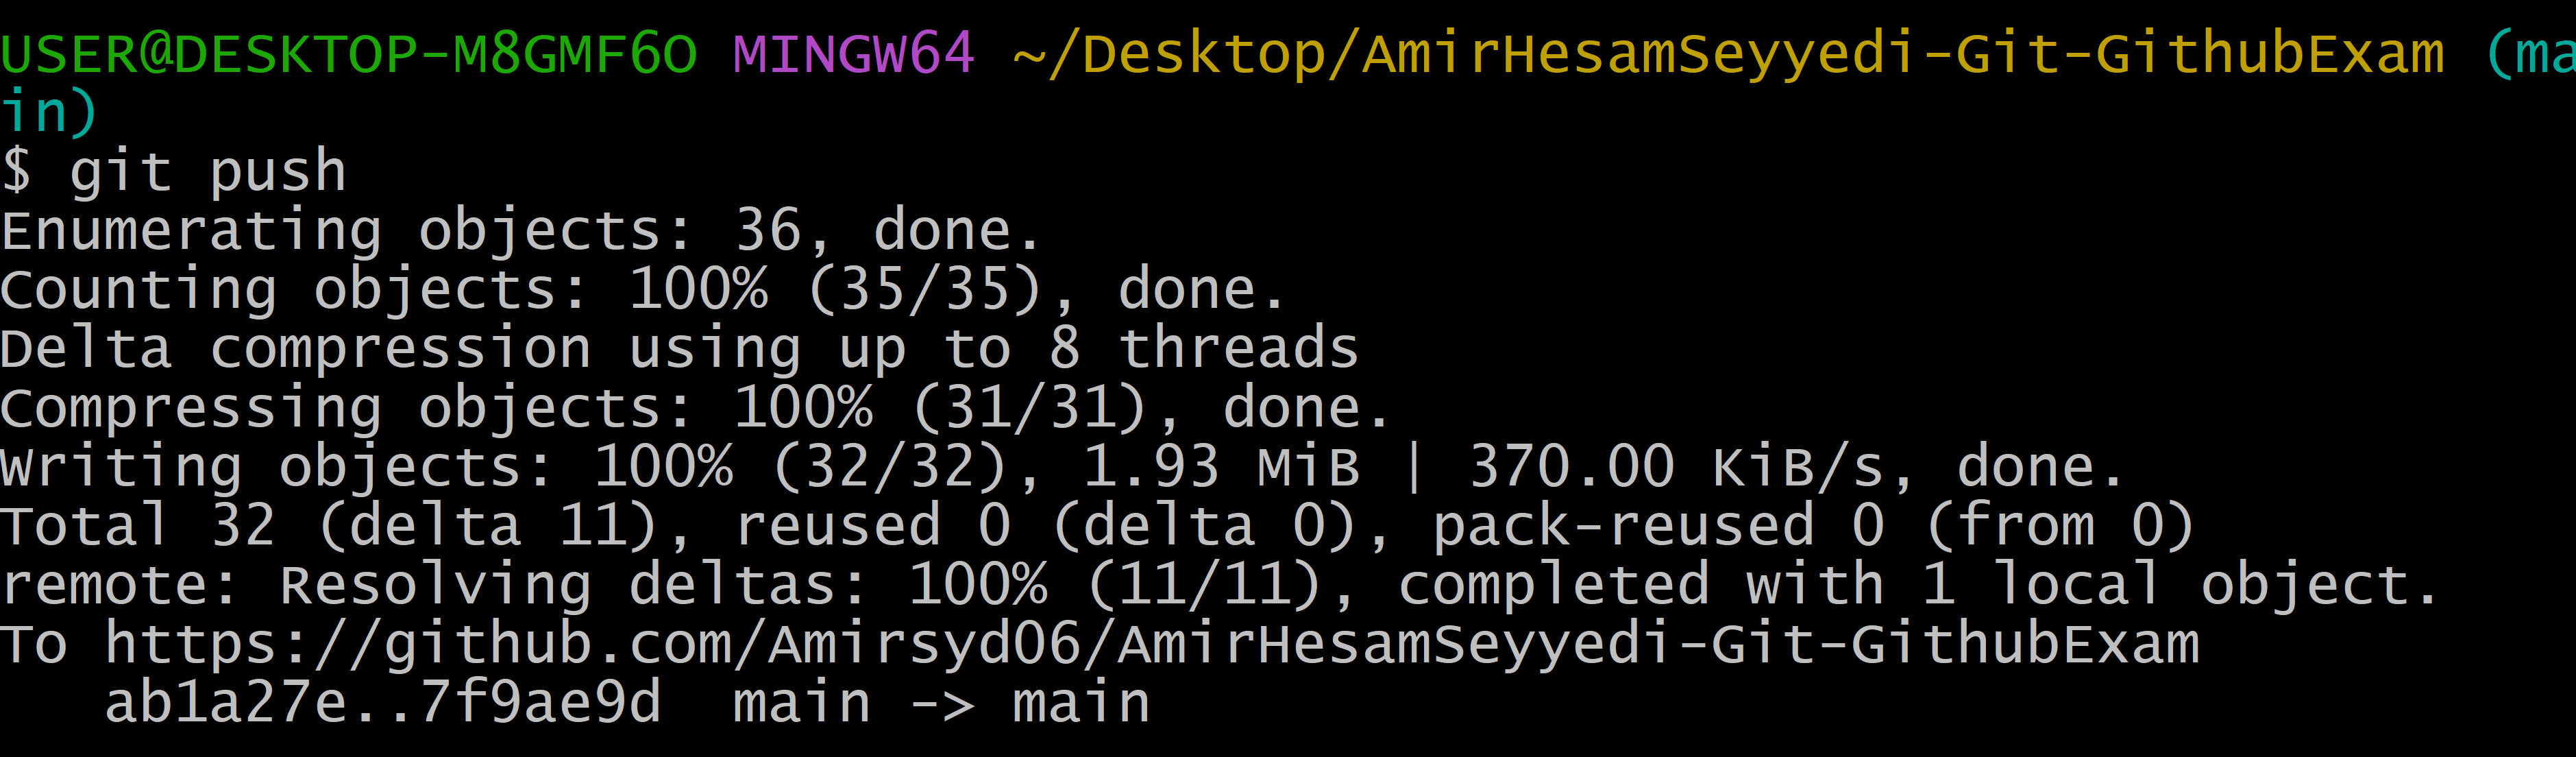 USER@DESKTOP-M8GMF6O MINGW64 ~/Desktop/AmirHesamSeyyedi-Git-GithubExam (ma
in)
$ git push
Enumerating objects: 36, done.
Counting objects: 100% (35/35), done.
Delta compression using up to 8 threads
Compressing objects: 100% (31/31), done.
Writing objects: 100% (32/32), 1.93 MiB | 370.00 KiB/s, done.
Total 32 (delta 11), reused 0 (delta 0), pack-reused 0 (from 0)
remote: Resolving deltas: 100% (11/11), completed with 1 local object.
To https://github.com/Amirsyd06/AmirHesamSeyyedi-Git-GithubExam
   ab1a27e..7f9ae9d  main -> main